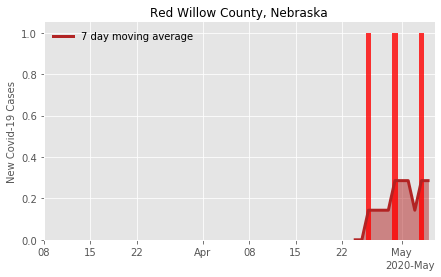 Red Willow County, Nebraska
7 day moving average
New Covid-19 Cases
1.0
0.8
0.6
0.4
0.2
0.0
08 15 22 Apr 08 15 22 May
2020-May